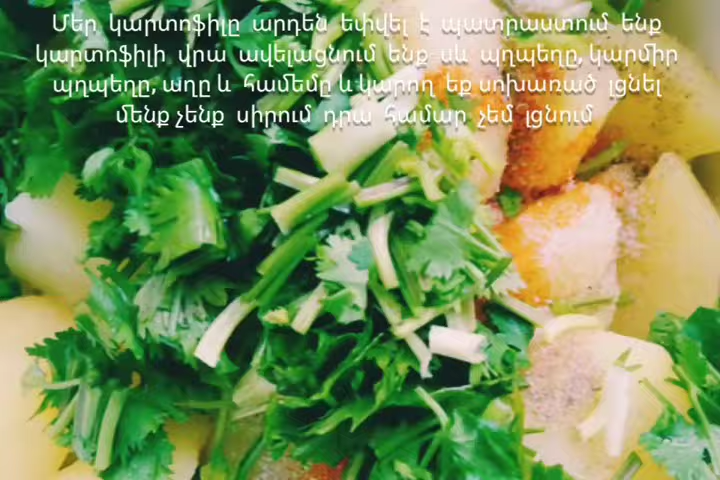 Մեր կարտոֆիլը արդեն եփվել է պատրաստում ենք
կարտոֆիլի վրա ավելացնում ենք սև պղպեղը, կարմիր
պղպեղը, աղը և համեմը և կարող եք սոխառած լցնել
մենք չենք սիրում դրա համար չեմ լցնում